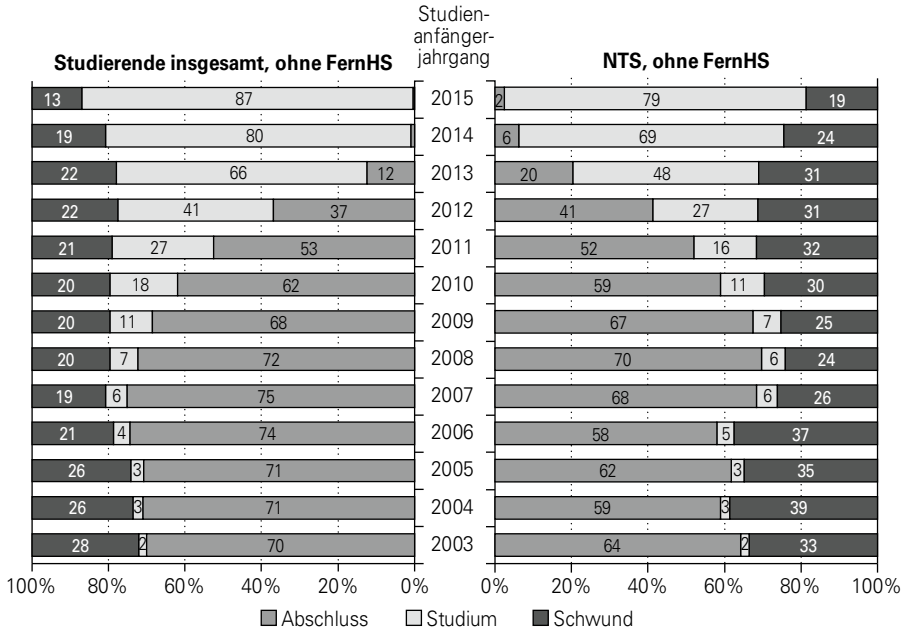 Studien-
anfänger-
jahrgang
Studierende insgesamt, ohne FernHS
NTS, ohne FernHS
13 87 2015 2 79 19
19 80 2014 6 69 24
22 66 12 2013 20 48 31
22 41 37 2012 41 27 31
21 27 53 2011 52 16 32
20 18 62 2010 59 11 30
20 11 68 2009 67 7 25
20 7 72 2008 70 6 24
19 6 75 2007 68 6 26
21 4 74 2006 58 5 37
26 3 71 2005 62 3 35
26 3 71 2004 59 3 39
28 2 70 2003 64 2 33
100% 80% 60% 40% 20% 0% 0% 20% 40% 60% 80% 100%
Abschluss Studium Schwund